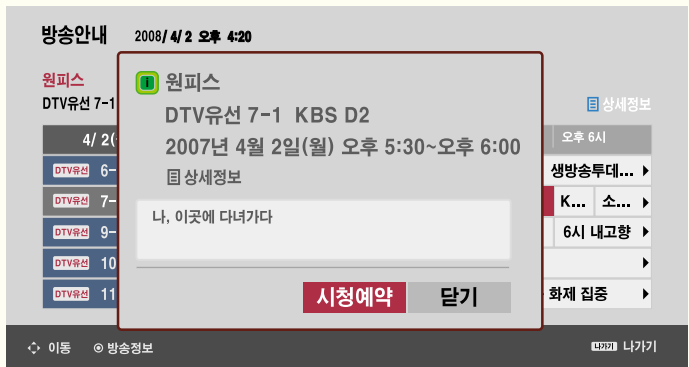 방송안내 2008/ 4/ 2 오후 4:20
원피스
DTV유선 7-1
상세정보
4/ 2(
오후 6시
DTV유선 6-
생방송투데... ▶
DTV유선 7-
K... 소... ▶
DTV유선 9-
6시 내고향 ▶
DTV유선 10
▶
DTV유선 11
화제 집중 ▶
원피스
DTV유선 7-1 KBS D2
2007년 4월 2일(월) 오후 5:30~오후 6:00
상세정보
나, 이곳에 다녀가다
시청예약 닫기
이동 방송정보 나가기 나가기